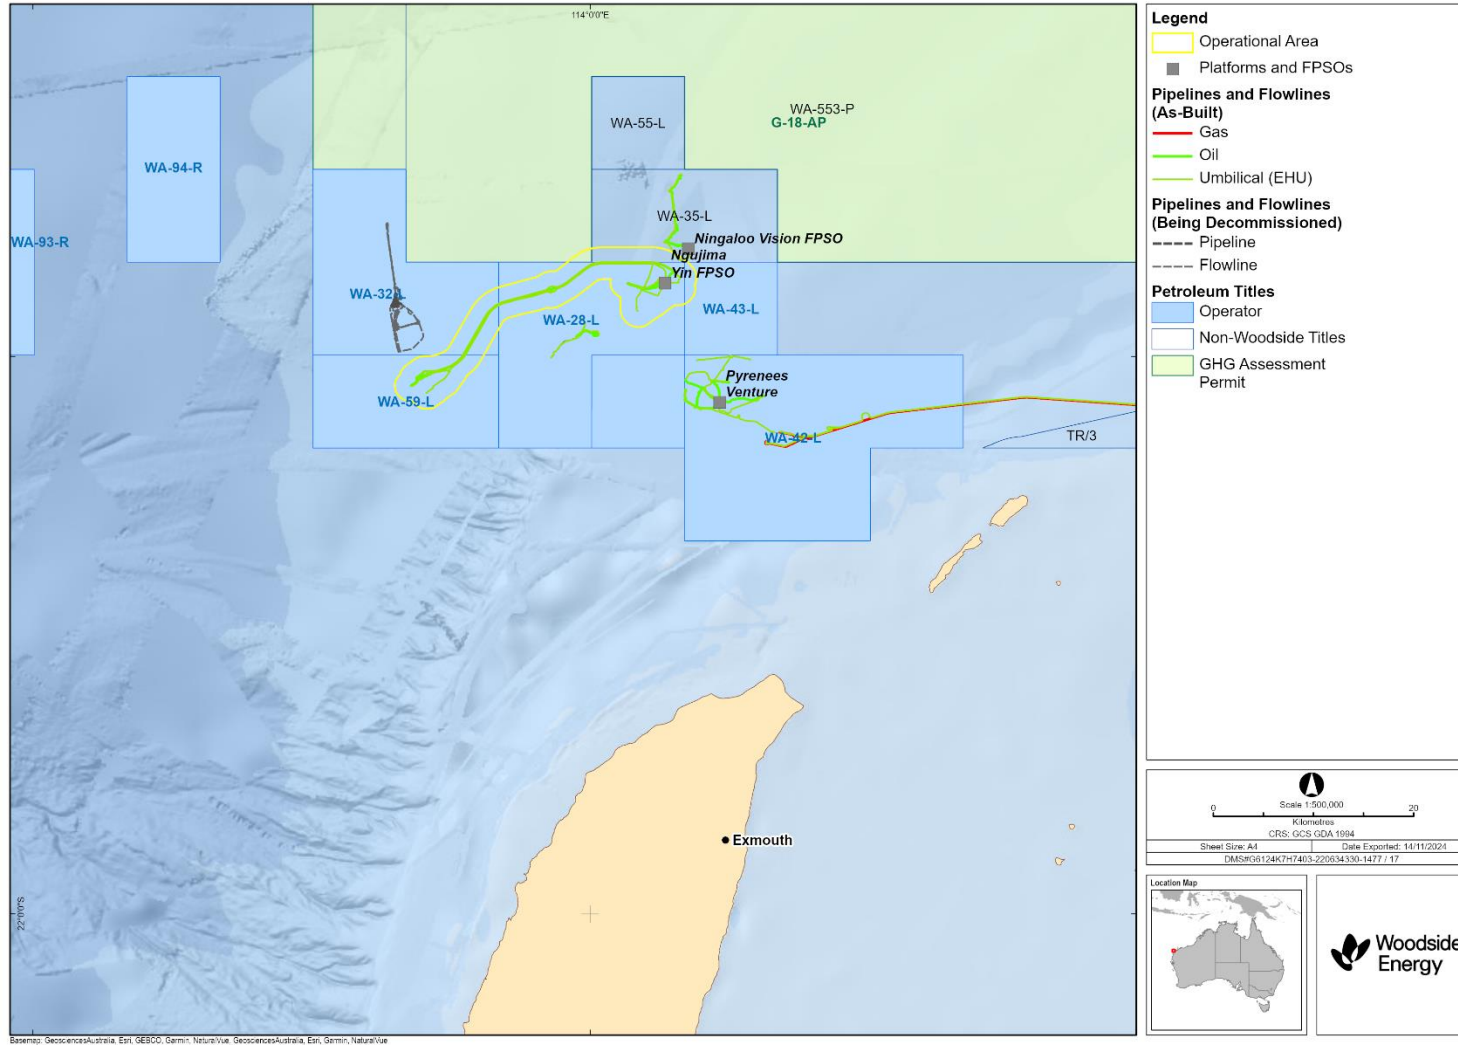 114°0'0"E
WA-553-P
G-18-AP
WA-55-L
WA-94-R
WA-35-L
WA-93-R
Ningaloo Vision FPSO
Ngujima
Yin FPSO
WA-32-L
WA-28-L
WA-43-L
Pyrenees
Venture
WA-59-L
WA-42-L
TR/3
Exmouth
22°0'0"S
Basemap: GeosciencesAustralia, Esri, GEBCO, Garmin, NaturalVue, GeosciencesAustralia, Esri, Garmin, NaturalVue
Legend
Operational Area
Platforms and FPSOs
Pipelines and Flowlines
(As-Built)
Gas
Oil
Umbilical (EHU)
Pipelines and Flowlines
(Being Decommissioned)
Pipeline
Flowline
Petroleum Titles
Operator
Non-Woodside Titles
GHG Assessment
Permit
Scale 1:500,000
0 20
Kilometres
CRS: GCS GDA 1994
Sheet Size: A4 Date Exported: 14/11/2024
DMS#G6124K7H7403-220634330-1477 / 17
Location Map
Woodside
Energy